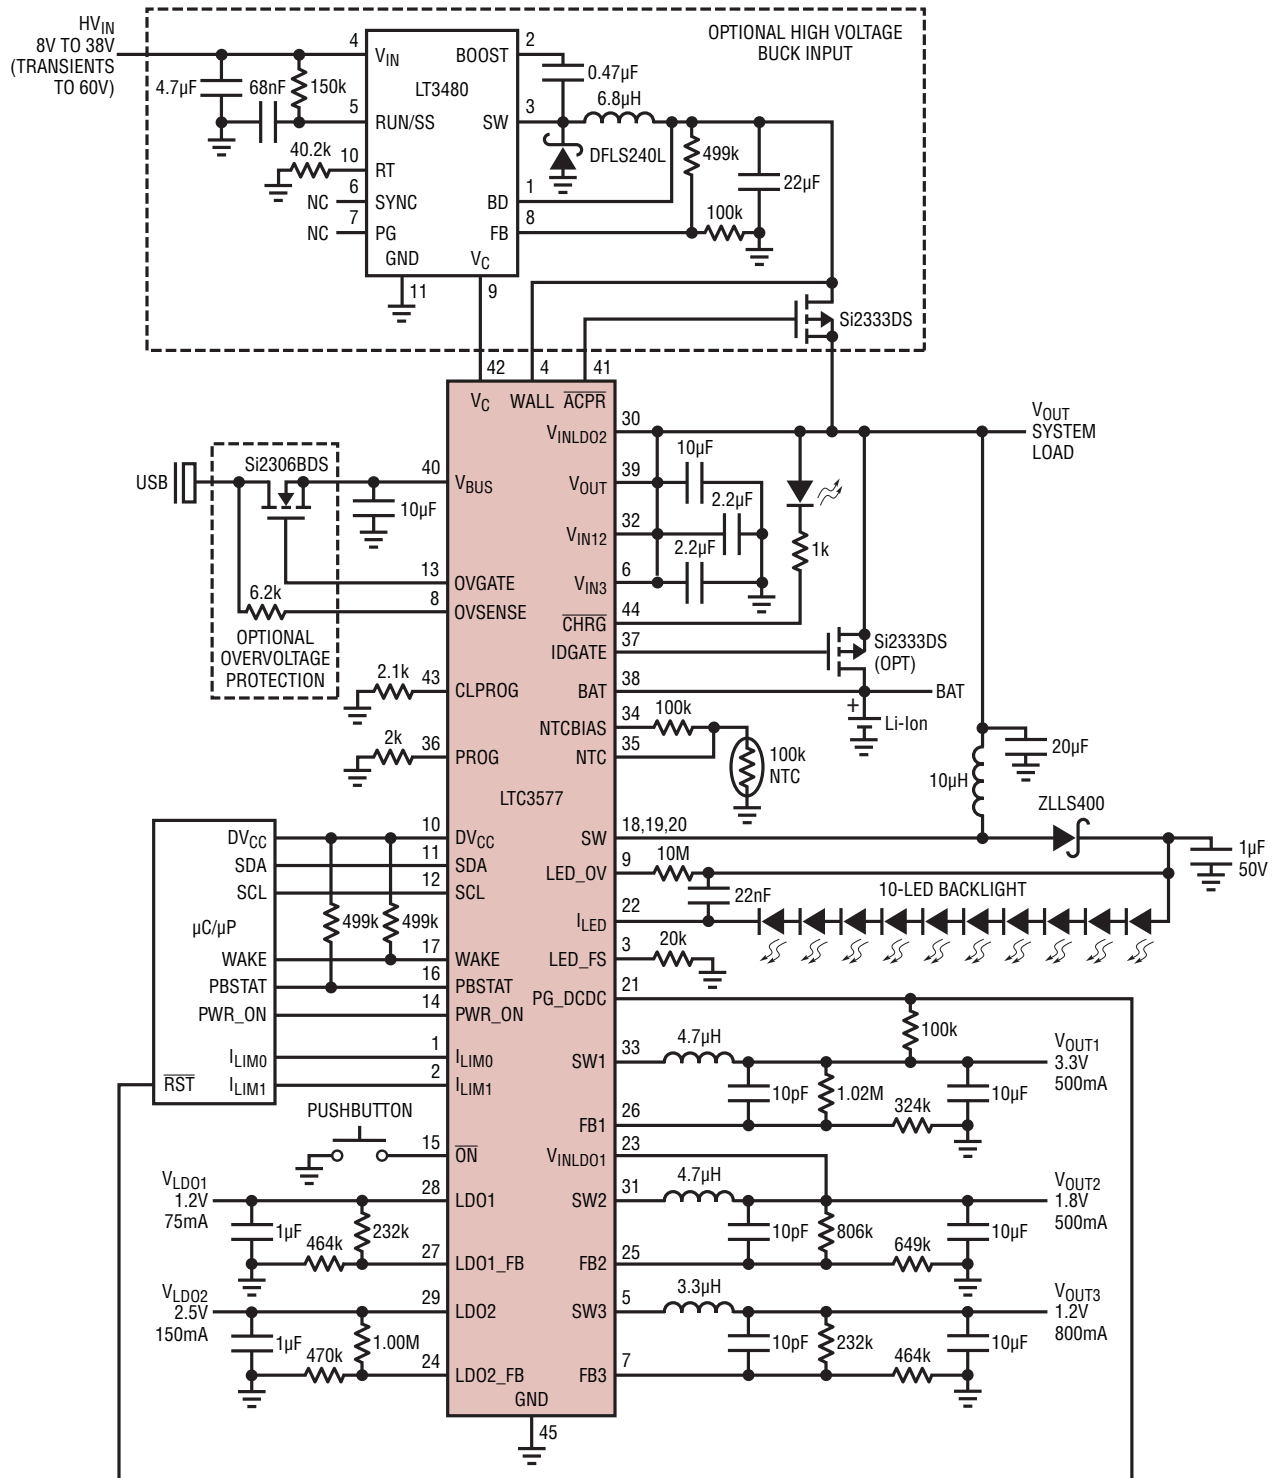 HVIN
8V TO 38V
(TRANSIENTS
TO 60V)
OPTIONAL HIGH VOLTAGE
BUCK INPUT
4.7µF
68nF
150k
40.2k
NC
NC
4
5
10
6
7
VIN
RUN/SS
RT
SYNC
PG
GND
LT3480
BOOST
SW
BD
FB
VC
2
3
1
8
11
9
0.47µF
6.8µH
DFLS240L
499k
22µF
100k
Si2333DS
42
4
41
VC
WALL
ACPR
VINLDO2
30
VOUT
SYSTEM
LOAD
USB
Si2306BDS
10µF
40
VBUS
VOUT
39
10µF
2.2µF
VIN12
32
2.2µF
1k
VIN3
6
13
OVGATE
6.2k
8
OVSENSE
OPTIONAL
OVERVOLTAGE
PROTECTION
CHRG
44
IDGATE
37
Si2333DS
(OPT)
2.1k
43
CLPROG
BAT
38
BAT
+
Li-Ion
NTCBIAS
34
100k
2k
36
PROG
NTC
35
100k
NTC
20µF
10µH
LTC3577
ZLLS400
DVCC
10
DVCC
SW
18,19,20
SDA
11
SDA
LED_OV
9
10M
1µF
50V
SCL
12
SCL
22nF
10-LED BACKLIGHT
µC/µP
499k
499k
ILED
22
WAKE
17
WAKE
LED_FS
3
20k
PBSTAT
16
PBSTAT
PG_DCDC
21
PWR_ON
14
PWR_ON
100k
ILIM0
1
ILIM0
SW1
33
4.7µH
VOUT1
3.3V
500mA
RST
ILIM1
2
ILIM1
10pF
1.02M
324k
10µF
FB1
26
PUSHBUTTON
15
ON
VINLDO1
23
VLDO1
1.2V
75mA
28
LDO1
SW2
31
4.7µH
VOUT2
1.8V
500mA
1µF
464k
232k
27
LDO1_FB
10pF
806k
649k
10µF
FB2
25
VLDO2
2.5V
150mA
29
LDO2
SW3
5
3.3µH
VOUT3
1.2V
800mA
1µF
470k
1.00M
24
LDO2_FB
10pF
232k
464k
10µF
FB3
7
GND
45